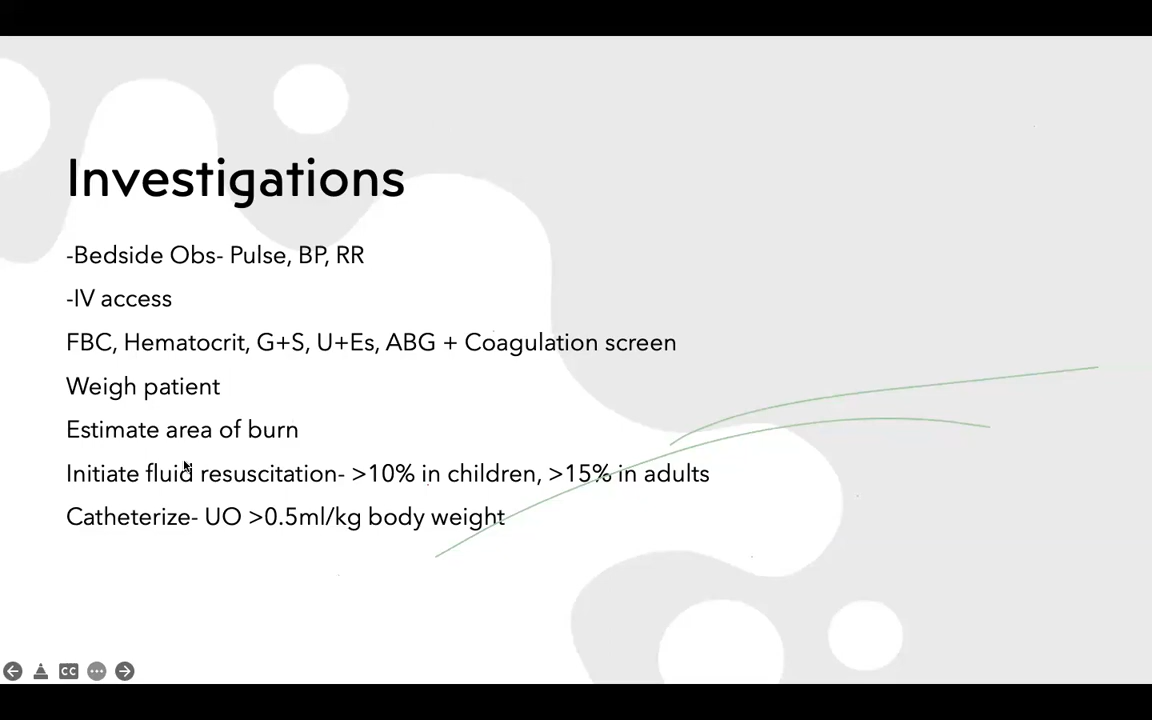 Investigations
-Bedside Obs- Pulse, BP, RR
-IV access
FBC, Hematocrit, G+S, U+Es, ABG + Coagulation screen
Weigh patient
Estimate area of burn
Initiate fluid resuscitation- >10% in children, >15% in adults
Catheterize- UO >0.5ml/kg body weight
CC